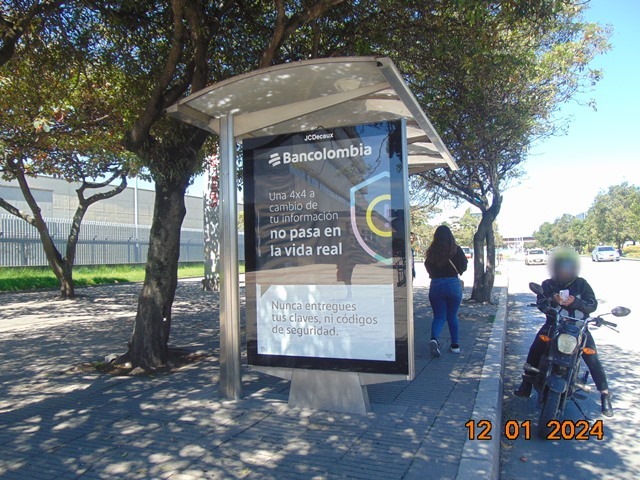 JCDecaux
Bancolombia
Una 4x4 a
cambio de
tu información
no pasa en
la vida real
Nunca entregues
tus claves, ni códigos
de seguridad.
12 01 2024